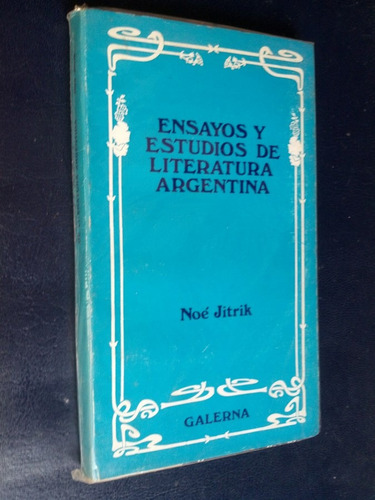 ENSAYOS Y
ESTUDIOS DE
LITERATURA
ARGENTINA
Noé Jitrik
GALERNA